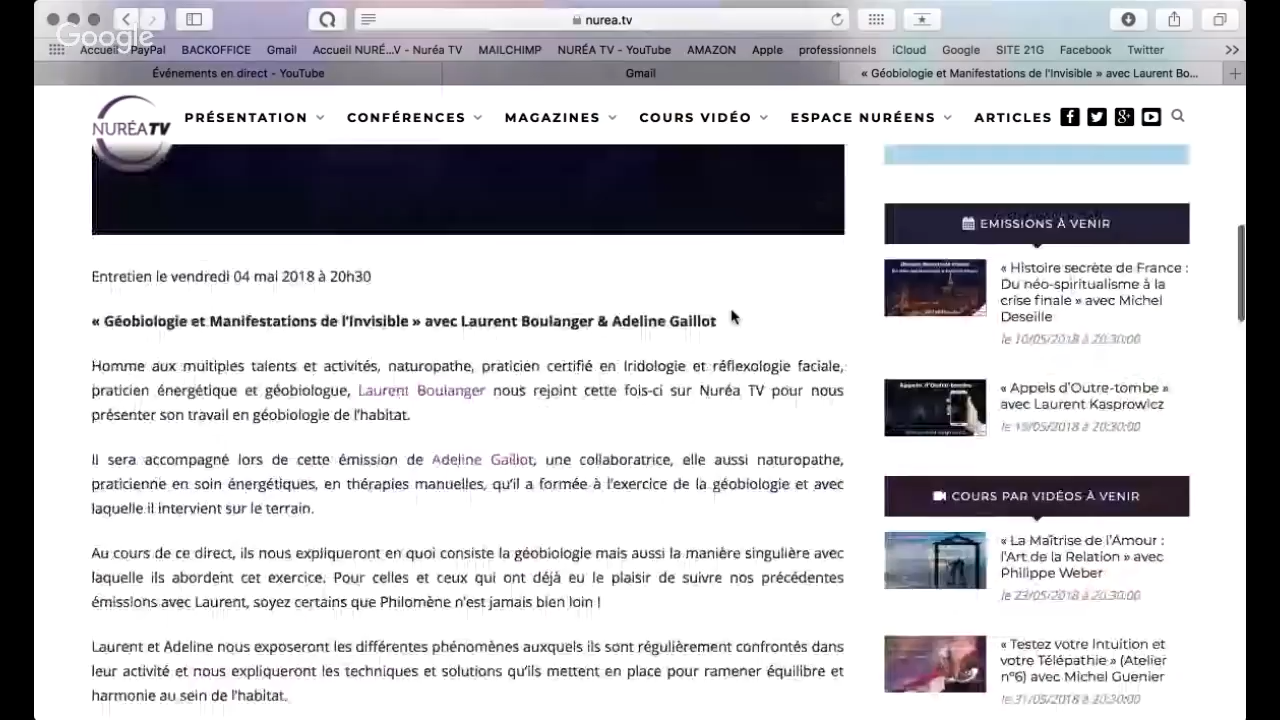 nurea.tv
Google
Accueil PayPal BACKOFFICE Gmail Accueil NURÉ...V - Nuréa TV MAILCHIMP NURÉA TV - YouTube AMAZON Apple professionnels iCloud Google SITE 21G Facebook Twitter
Événements en direct - YouTube Gmail « Géobiologie et Manifestations de l'Invisible » avec Laurent Bo...
NURÉATV PRÉSENTATION CONFÉRENCES MAGAZINES COURS VIDÉO ESPACE NURÉENS ARTICLES
Entretien le vendredi 04 mai 2018 à 20h30
« Géobiologie et Manifestations de l'Invisible » avec Laurent Boulanger & Adeline Gaillot
Homme aux multiples talents et activités, naturopathe, praticien certifié en Iridologie et réflexologie faciale,
praticien énergétique et géobiologue, Laurent Boulanger nous rejoint cette fois-ci sur Nuréa TV pour nous
présenter son travail en géobiologie de l'habitat.
Il sera accompagné lors de cette émission de Adeline Gaillot, une collaboratrice, elle aussi naturopathe,
praticienne en soin énergétiques, en thérapies manuelles, qu'il a formée à l'exercice de la géobiologie et avec
laquelle il intervient sur le terrain.
Au cours de ce direct, ils nous expliqueront en quoi consiste la géobiologie mais aussi la manière singulière avec
laquelle ils abordent cet exercice. Pour celles et ceux qui ont déjà eu le plaisir de suivre nos précédentes
émissions avec Laurent, soyez certains que Philomène n'est jamais bien loin !
Laurent et Adeline nous exposeront les différentes phénomènes auxquels ils sont régulièrement confrontés dans
leur activité et nous expliqueront les techniques et solutions qu'ils mettent en place pour ramener équilibre et
harmonie au sein de l'habitat.
EMISSIONS À VENIR
« Histoire secrète de France :
Du néo-spiritualisme à la
crise finale » avec Michel
Deseille
le 10/05/2018 à 20:30:00
« Appels d'Outre-tombe »
avec Laurent Kasprowicz
à 20:30:00
COURS PAR VIDÉOS À VENIR
« La Maîtrise de l'Amour :
l'Art de la Relation » avec
Philippe Weber
le 23/05/2018 à 20:30:00
« Testez votre Intuition et
votre Télépathie » (Atelier
n°6) avec Michel Guenier
le 31/05/2018 à 20:30:00